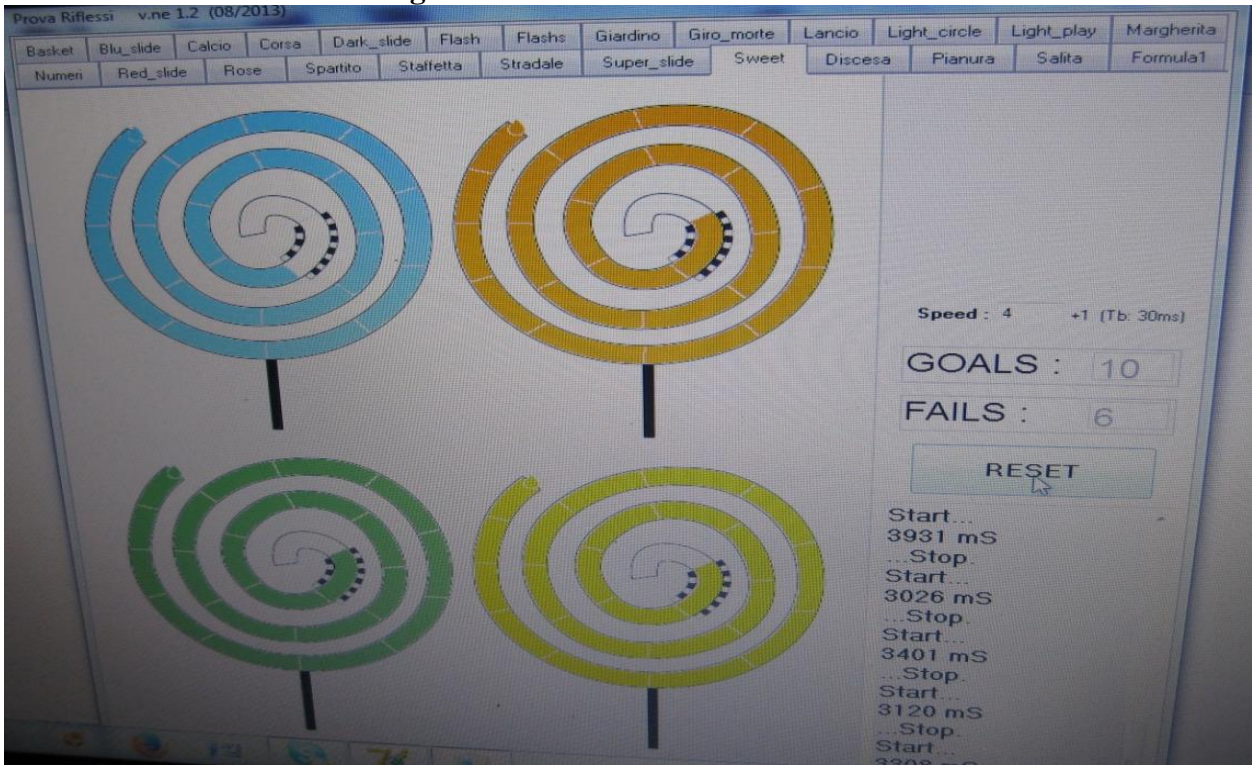 Prova Riflessi v.ne 1.2 (08/2013)
Basket Blu_slide Calcio Corsa Dark_slide Flash Flashs Giardino Giro_morte Lancio Light_circle Light_play Margherita
Numeri Red_slide Rose Spartito Staffetta Stradale Super_slide Sweet Discesa Pianura Salita Formula1
Speed : 4 +1 (Tb: 30ms)
GOALS : 10
FAILS : 6
RESET
Start...
3931 mS
...Stop.
Start...
3026 mS
...Stop.
Start...
3401 mS
...Stop.
Start...
3120 mS
...Stop.
Start...